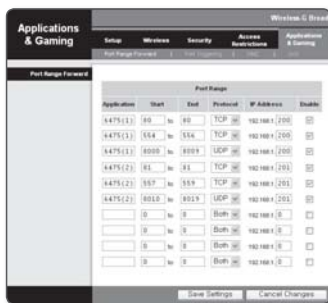 Wireless-G Broad
Applications & Gaming
Setup Wireless Security Access Restrictions Applications & Gaming
Port Range Forward Port Triggering
Port Range Forward
Port Range
Application Start End Protocol IP Address Enable
6475(1) 80 to 80 TCP 192.168.1. 200
6475(1) 554 to 556 TCP 192.168.1. 200
6475(1) 8000 to 8009 UDP 192.168.1. 200
6475(2) 81 to 81 TCP 192.168.1. 201
6475(2) 557 to 559 TCP 192.168.1. 201
6475(2) 8010 to 8019 UDP 192.168.1. 201
0 to 0 Both 192.168.1. 0
0 to 0 Both 192.168.1. 0
0 to 0 Both 192.168.1. 0
0 to 0 Both 192.168.1. 0
Save Settings Cancel Changes